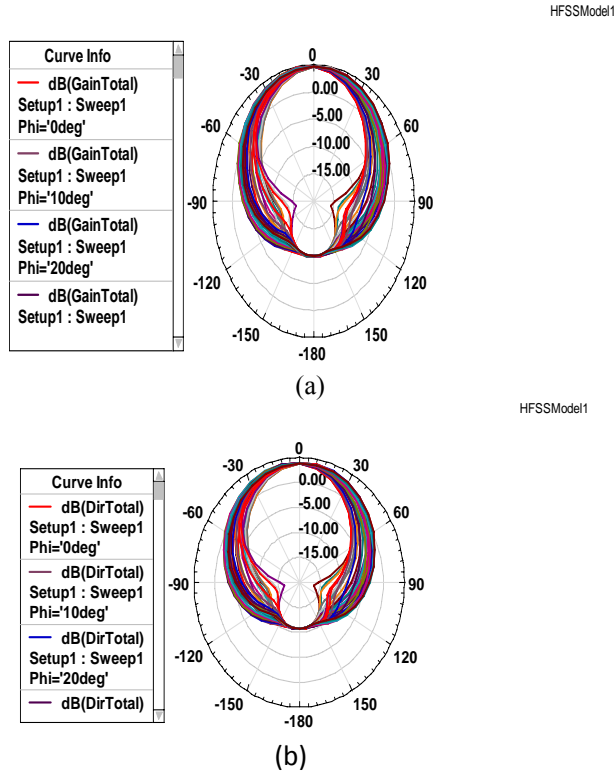 HFSSModel1
Curve Info
dB(GainTotal)
Setup1 : Sweep1
Phi='0deg'
dB(GainTotal)
Setup1 : Sweep1
Phi='10deg'
dB(GainTotal)
Setup1 : Sweep1
Phi='20deg'
dB(GainTotal)
Setup1 : Sweep1
0
-30 30
0.00
-5.00
-60 60
-10.00
-15.00
-90 90
-120 120
-150 150
-180
(a)
HFSSModel1
Curve Info
dB(DirTotal)
Setup1 : Sweep1
Phi='0deg'
dB(DirTotal)
Setup1 : Sweep1
Phi='10deg'
dB(DirTotal)
Setup1 : Sweep1
Phi='20deg'
dB(DirTotal)
0
-30 30
0.00
-5.00
-60 60
-10.00
-15.00
-90 90
-120 120
-150 150
-180
(b)